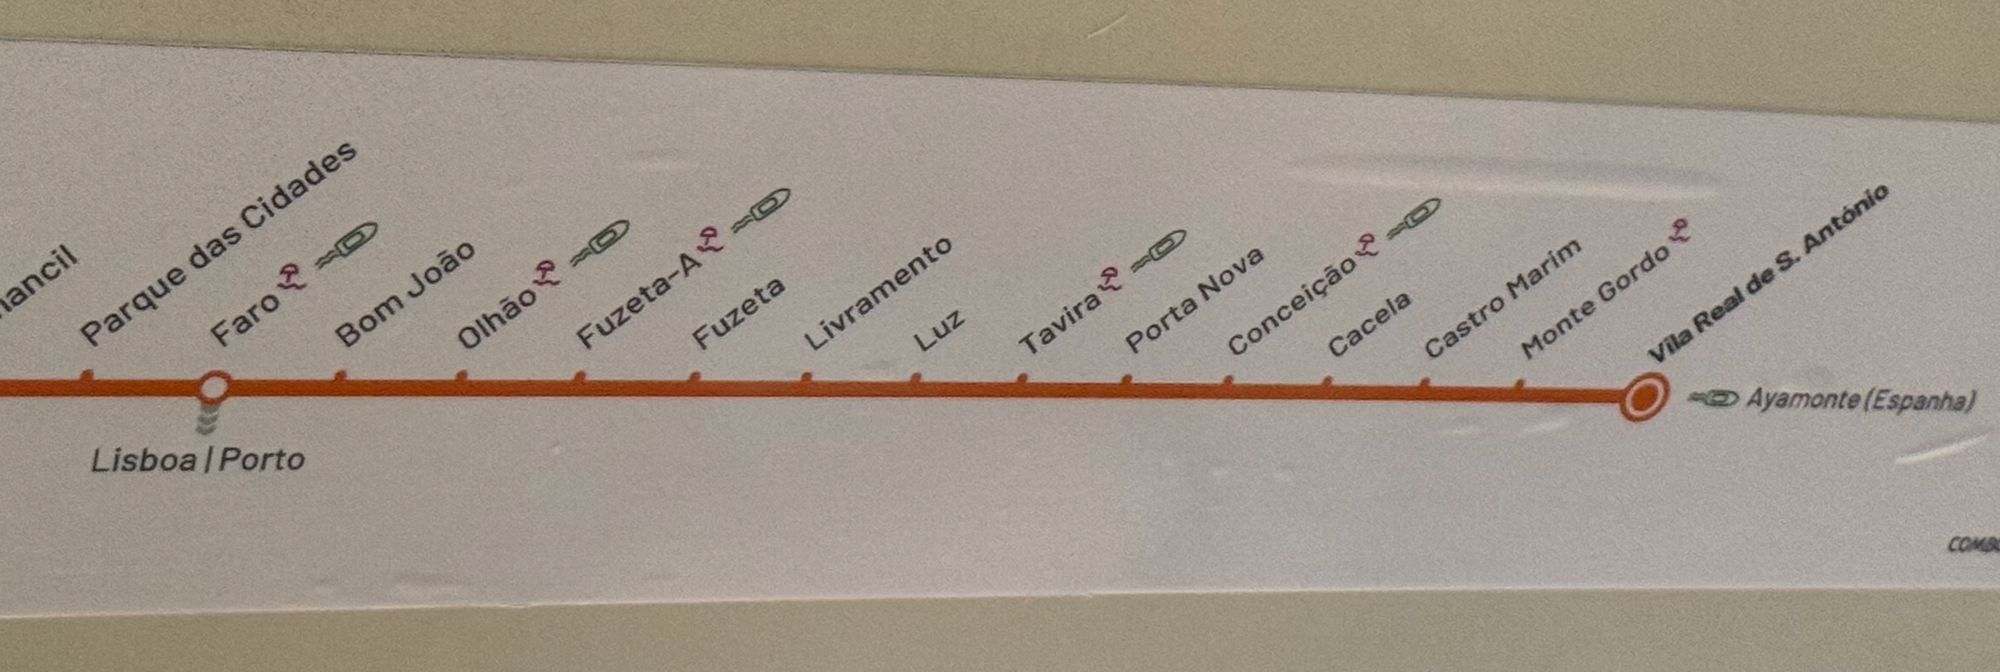 Parque das Cidades
Faro
Bom João
Olhão
Fuzeta-A
Fuzeta
Livramento
Luz
Tavira
Porta Nova
Conceição
Cacela
Castro Marim
Monte Gordo
Vila Real de S. António
Ayamonte (Espanha)
Lisboa | Porto